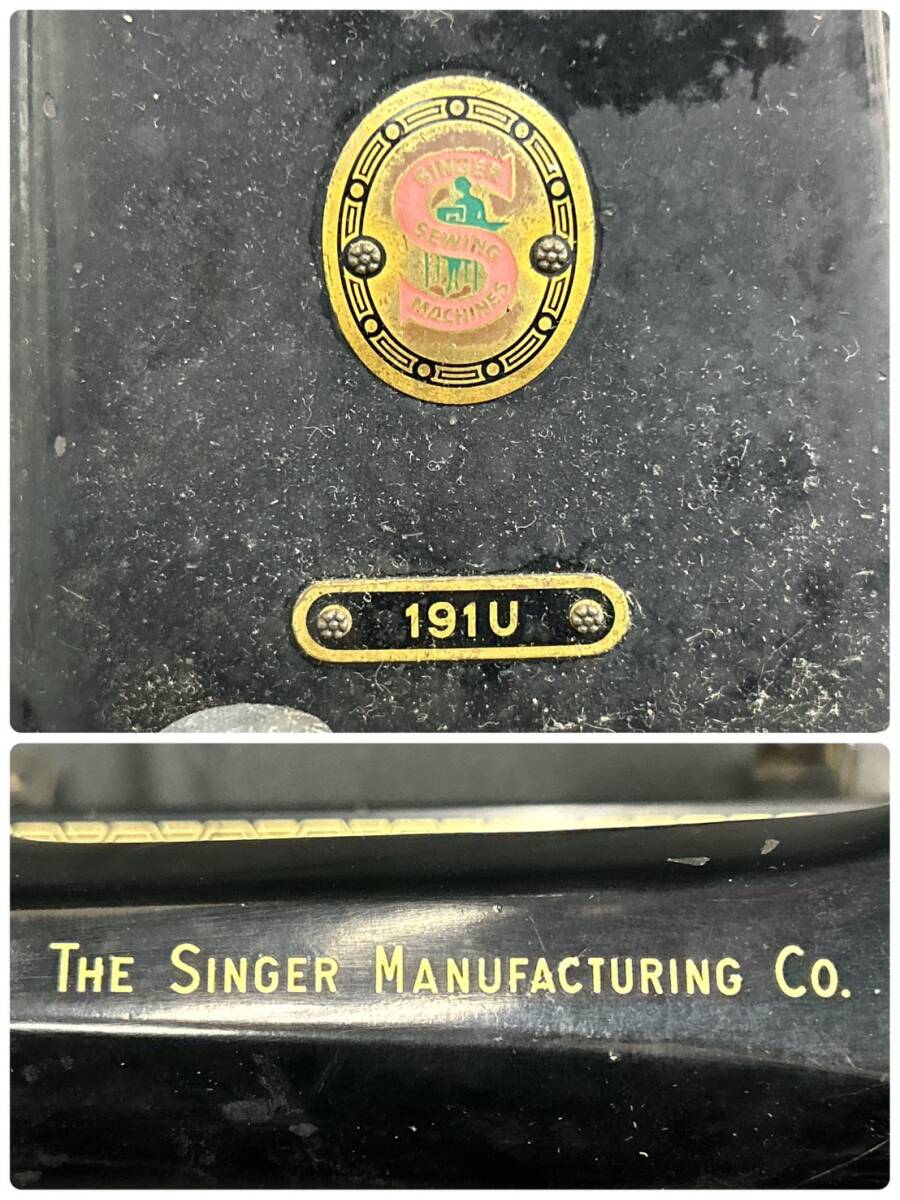 SINGER
SEWING
MACHINES
191U
THE SINGER MANUFACTURING CO.